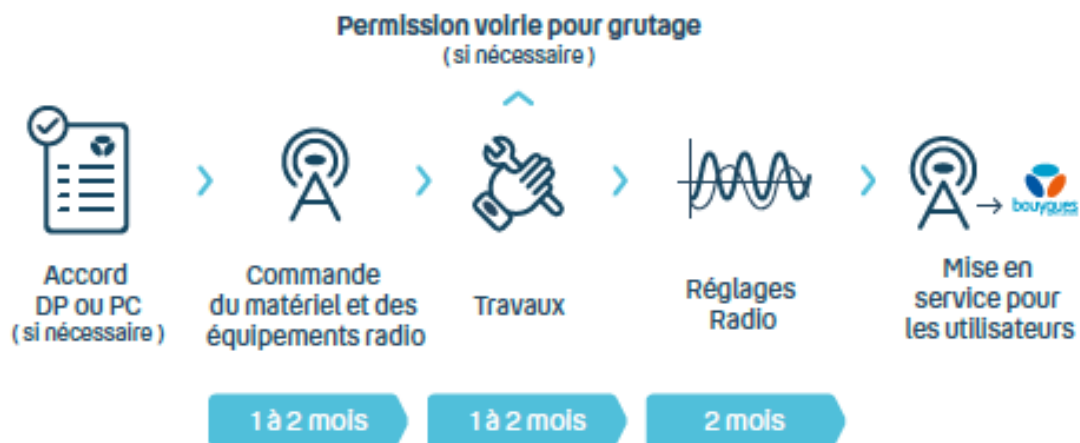 Permission voirie pour grutage
( si nécessaire )
Accord
DP ou PC
( si nécessaire )
Commande
du matériel et des
équipements radio
Travaux
Réglages
Radio
bouygues
Mise en
service pour
les utilisateurs
1 à 2 mois
1 à 2 mois
2 mois